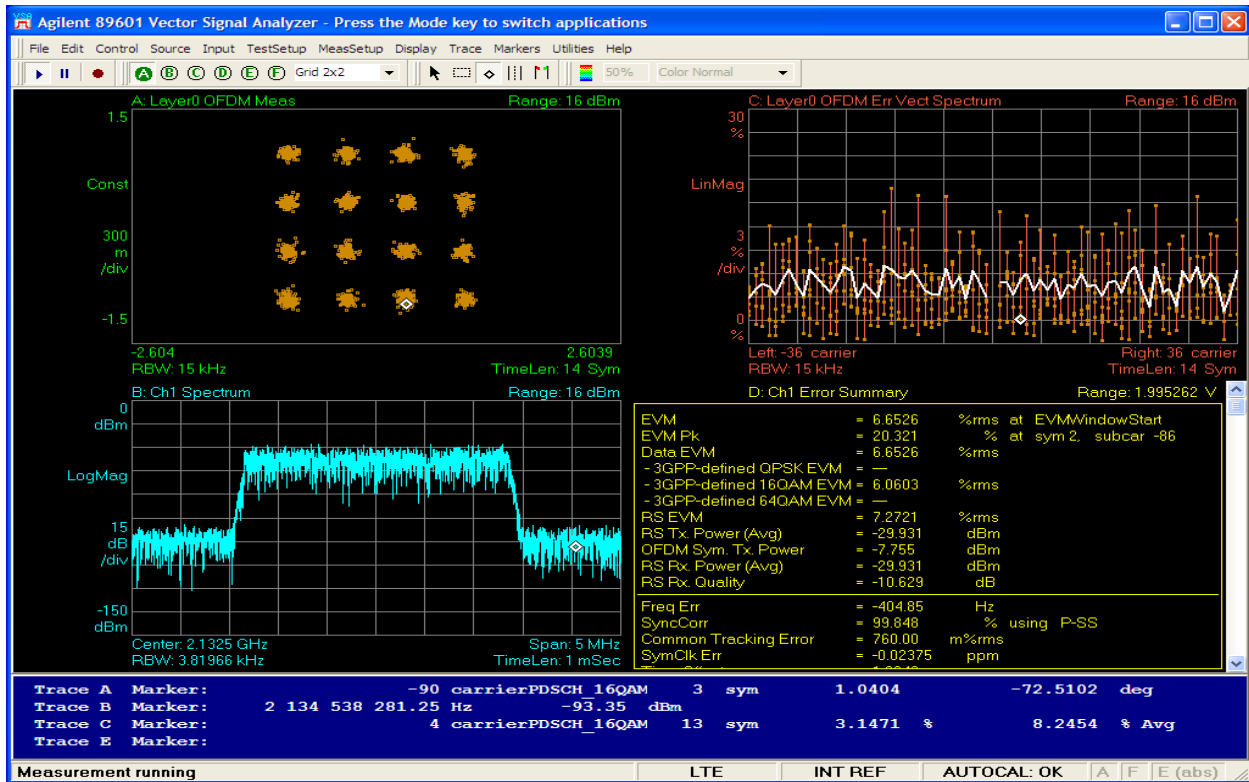 Agilent 89601 Vector Signal Analyzer - Press the Mode key to switch applications
File Edit Control Source Input TestSetup MeasSetup Display Trace Markers Utilities Help
A B C D E F Grid 2x2 50% Color Normal
A: Layer0 OFDM Meas Range: 16 dBm
1.5
Const
300
m
/div
-1.5
-2.604 2.6039
RBW: 15 kHz TimeLen: 14 Sym
C: Layer0 OFDM Err Vect Spectrum Range: 16 dBm
30
%
LinMag
3
%
/div
0
%
Left: -36 carrier Right: 36 carrier
RBW: 15 kHz TimeLen: 14 Sym
B: Ch1 Spectrum Range: 16 dBm
0
dBm
LogMag
15
dB
/div
-150
dBm
Center: 2.1325 GHz Span: 5 MHz
RBW: 3.81966 kHz TimeLen: 1 mSec
D: Ch1 Error Summary Range: 1.995262 V
EVM = 6.6526 %rms at EVMWindowStart
EVM Pk = 20.321 % at sym 2, subcar -86
Data EVM = 6.6526 %rms
- 3GPP-defined QPSK EVM = —
- 3GPP-defined 16QAM EVM = 6.0603 %rms
- 3GPP-defined 64QAM EVM = —
RS EVM = 7.2721 %rms
RS Tx. Power (Avg) = -29.931 dBm
OFDM Sym. Tx. Power = -7.755 dBm
RS Rx. Power (Avg) = -29.931 dBm
RS Rx. Quality = -10.629 dB
Freq Err = -404.85 Hz
SyncCorr = 99.848 % using P-SS
Common Tracking Error = 760.00 m%rms
SymClk Err = -0.02375 ppm
Trace A Marker: -90 carrierPDSCH_16QAM 3 sym 1.0404 -72.5102 deg
Trace B Marker: 2 134 538 281.25 Hz -93.35 dBm
Trace C Marker: 4 carrierPDSCH_16QAM 13 sym 3.1471 % 8.2454 % Avg
Trace E Marker:
Measurement running LTE INT REF AUTOCAL: OK A F E (abs)